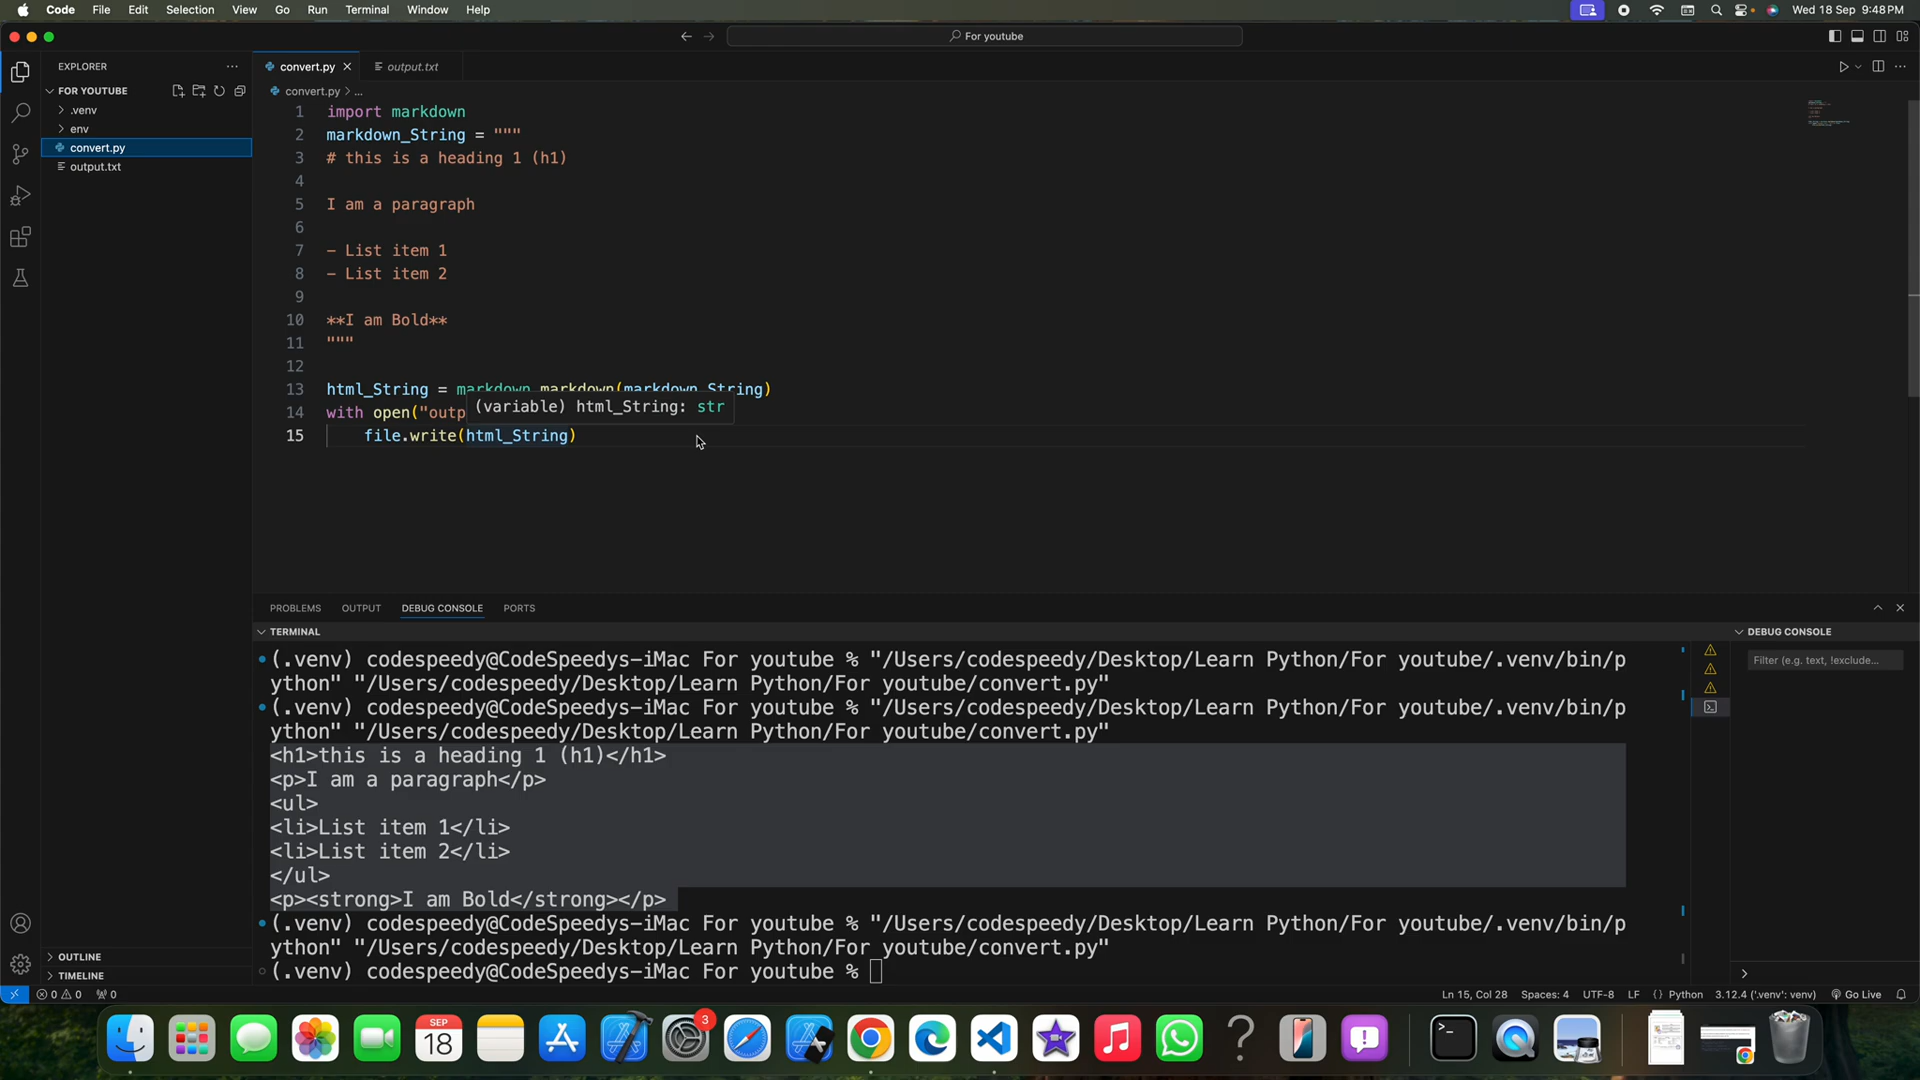 Code File Edit Selection View Go Run Terminal Window Help
Wed 18 Sep 9:48 PM
For youtube
EXPLORER
FOR YOUTUBE
.venv
env
convert.py
output.txt
OUTLINE
TIMELINE
convert.py
output.txt
convert.py > ...
1 import markdown
2 markdown_String = """
3 # this is a heading 1 (h1)
4
5 I am a paragraph
6
7 - List item 1
8 - List item 2
9
10 **I am Bold**
11 """
12
13 html_String = markdown.markdown(markdown_String)
14 with open("outp
(variable) html_String: str
15 file.write(html_String)
PROBLEMS OUTPUT DEBUG CONSOLE PORTS
TERMINAL
(.venv) codespeedy@CodeSpeedys-iMac For youtube % "/Users/codespeedy/Desktop/Learn Python/For youtube/.venv/bin/p
ython" "/Users/codespeedy/Desktop/Learn Python/For youtube/convert.py"
(.venv) codespeedy@CodeSpeedys-iMac For youtube % "/Users/codespeedy/Desktop/Learn Python/For youtube/.venv/bin/p
ython" "/Users/codespeedy/Desktop/Learn Python/For youtube/convert.py"
<h1>this is a heading 1 (h1)</h1>
<p>I am a paragraph</p>
<ul>
<li>List item 1</li>
<li>List item 2</li>
</ul>
<p><strong>I am Bold</strong></p>
(.venv) codespeedy@CodeSpeedys-iMac For youtube % "/Users/codespeedy/Desktop/Learn Python/For youtube/.venv/bin/p
ython" "/Users/codespeedy/Desktop/Learn Python/For youtube/convert.py"
(.venv) codespeedy@CodeSpeedys-iMac For youtube %
DEBUG CONSOLE
Filter (e.g. text, !exclude...
0 0 0
Ln 15, Col 28 Spaces: 4 UTF-8 LF {} Python 3.12.4 ('.venv': venv) Go Live
SEP
18
3